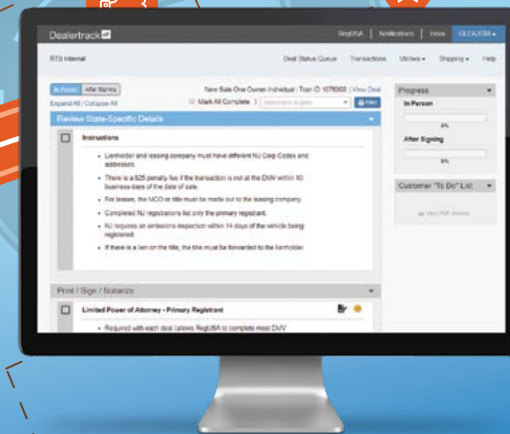 Dealertrack
RegUSA | Notifications | Inbox
RTS Internal
Deal Status Queue Transactions Utilities Shipping Help
In Person After Signing
New Sale One Owner Individual | Tran ID | View Deal
Expand All / Collapse All
Mark All Complete | Print
Progress
In Person
0%
After Signing
0%
Customer "To Do" List
Review State-Specific Details
Instructions
• Lienholder and leasing company must have different NJ Corp Codes and
addresses.
• There is a $25 penalty fee if the transaction is not at the DMV within 10
business days of the date of sale.
• For leases, the MCO or title must be made out to the leasing company.
• Completed NJ registrations list only the primary registrant.
• NJ requires an emissions inspection within 14 days of the vehicle being
registered.
• If there is a lien on the title, the title must be forwarded to the lienholder.
Print / Sign / Notarize
Limited Power of Attorney - Primary Registrant
• Required with each deal (allows RegUSA to complete most DMV